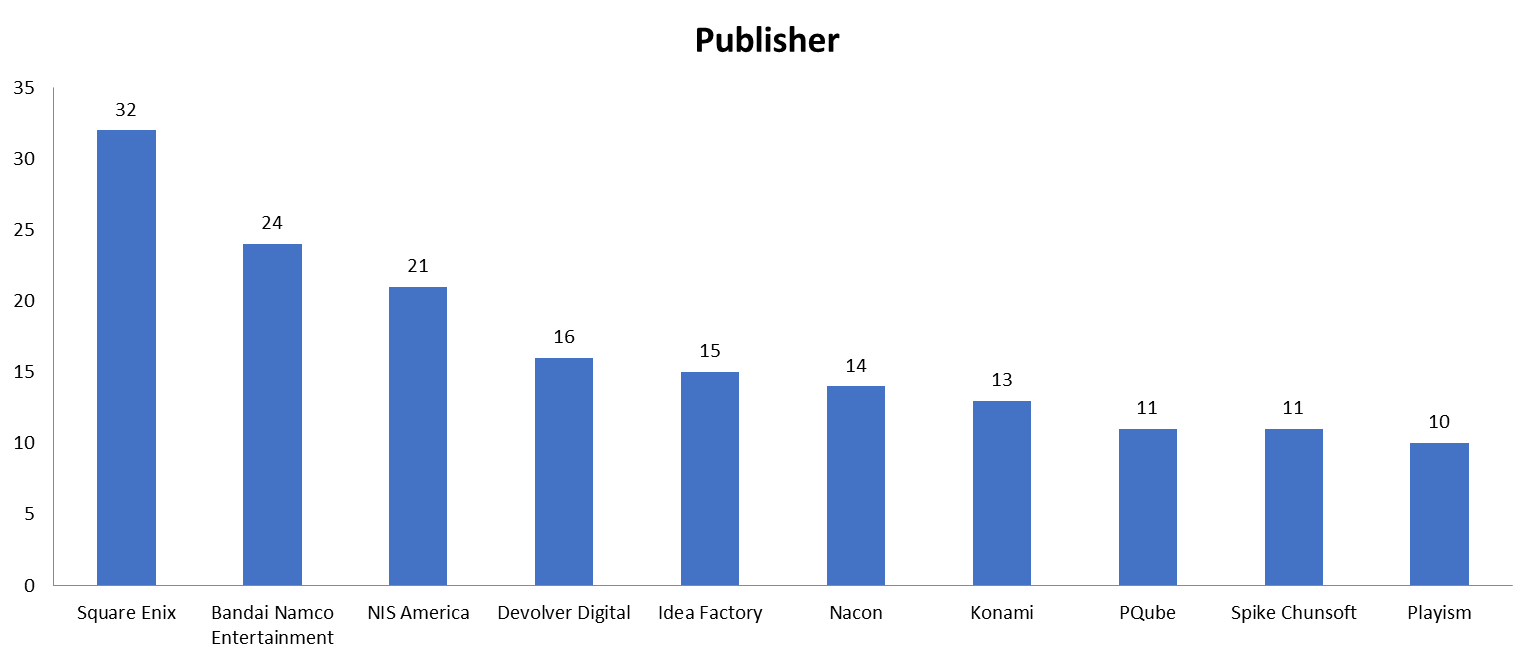 Publisher
35
30
25
20
15
10
5
0
32
24
21
16
15
14
13
11
11
10
Square Enix
Bandai Namco
Entertainment
NIS America
Devolver Digital
Idea Factory
Nacon
Konami
PQube
Spike Chunsoft
Playism